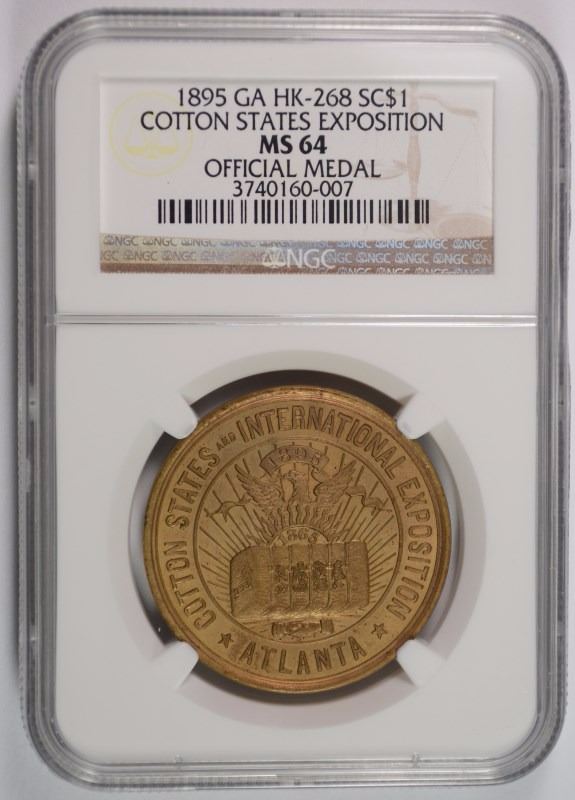 1895 GA HK-268 SC$1
COTTON STATES EXPOSITION
MS 64
OFFICIAL MEDAL
3740160-007
NGC
COTTON STATES AND INTERNATIONAL EXPOSITION
1895
1865
★ ATLANTA ★